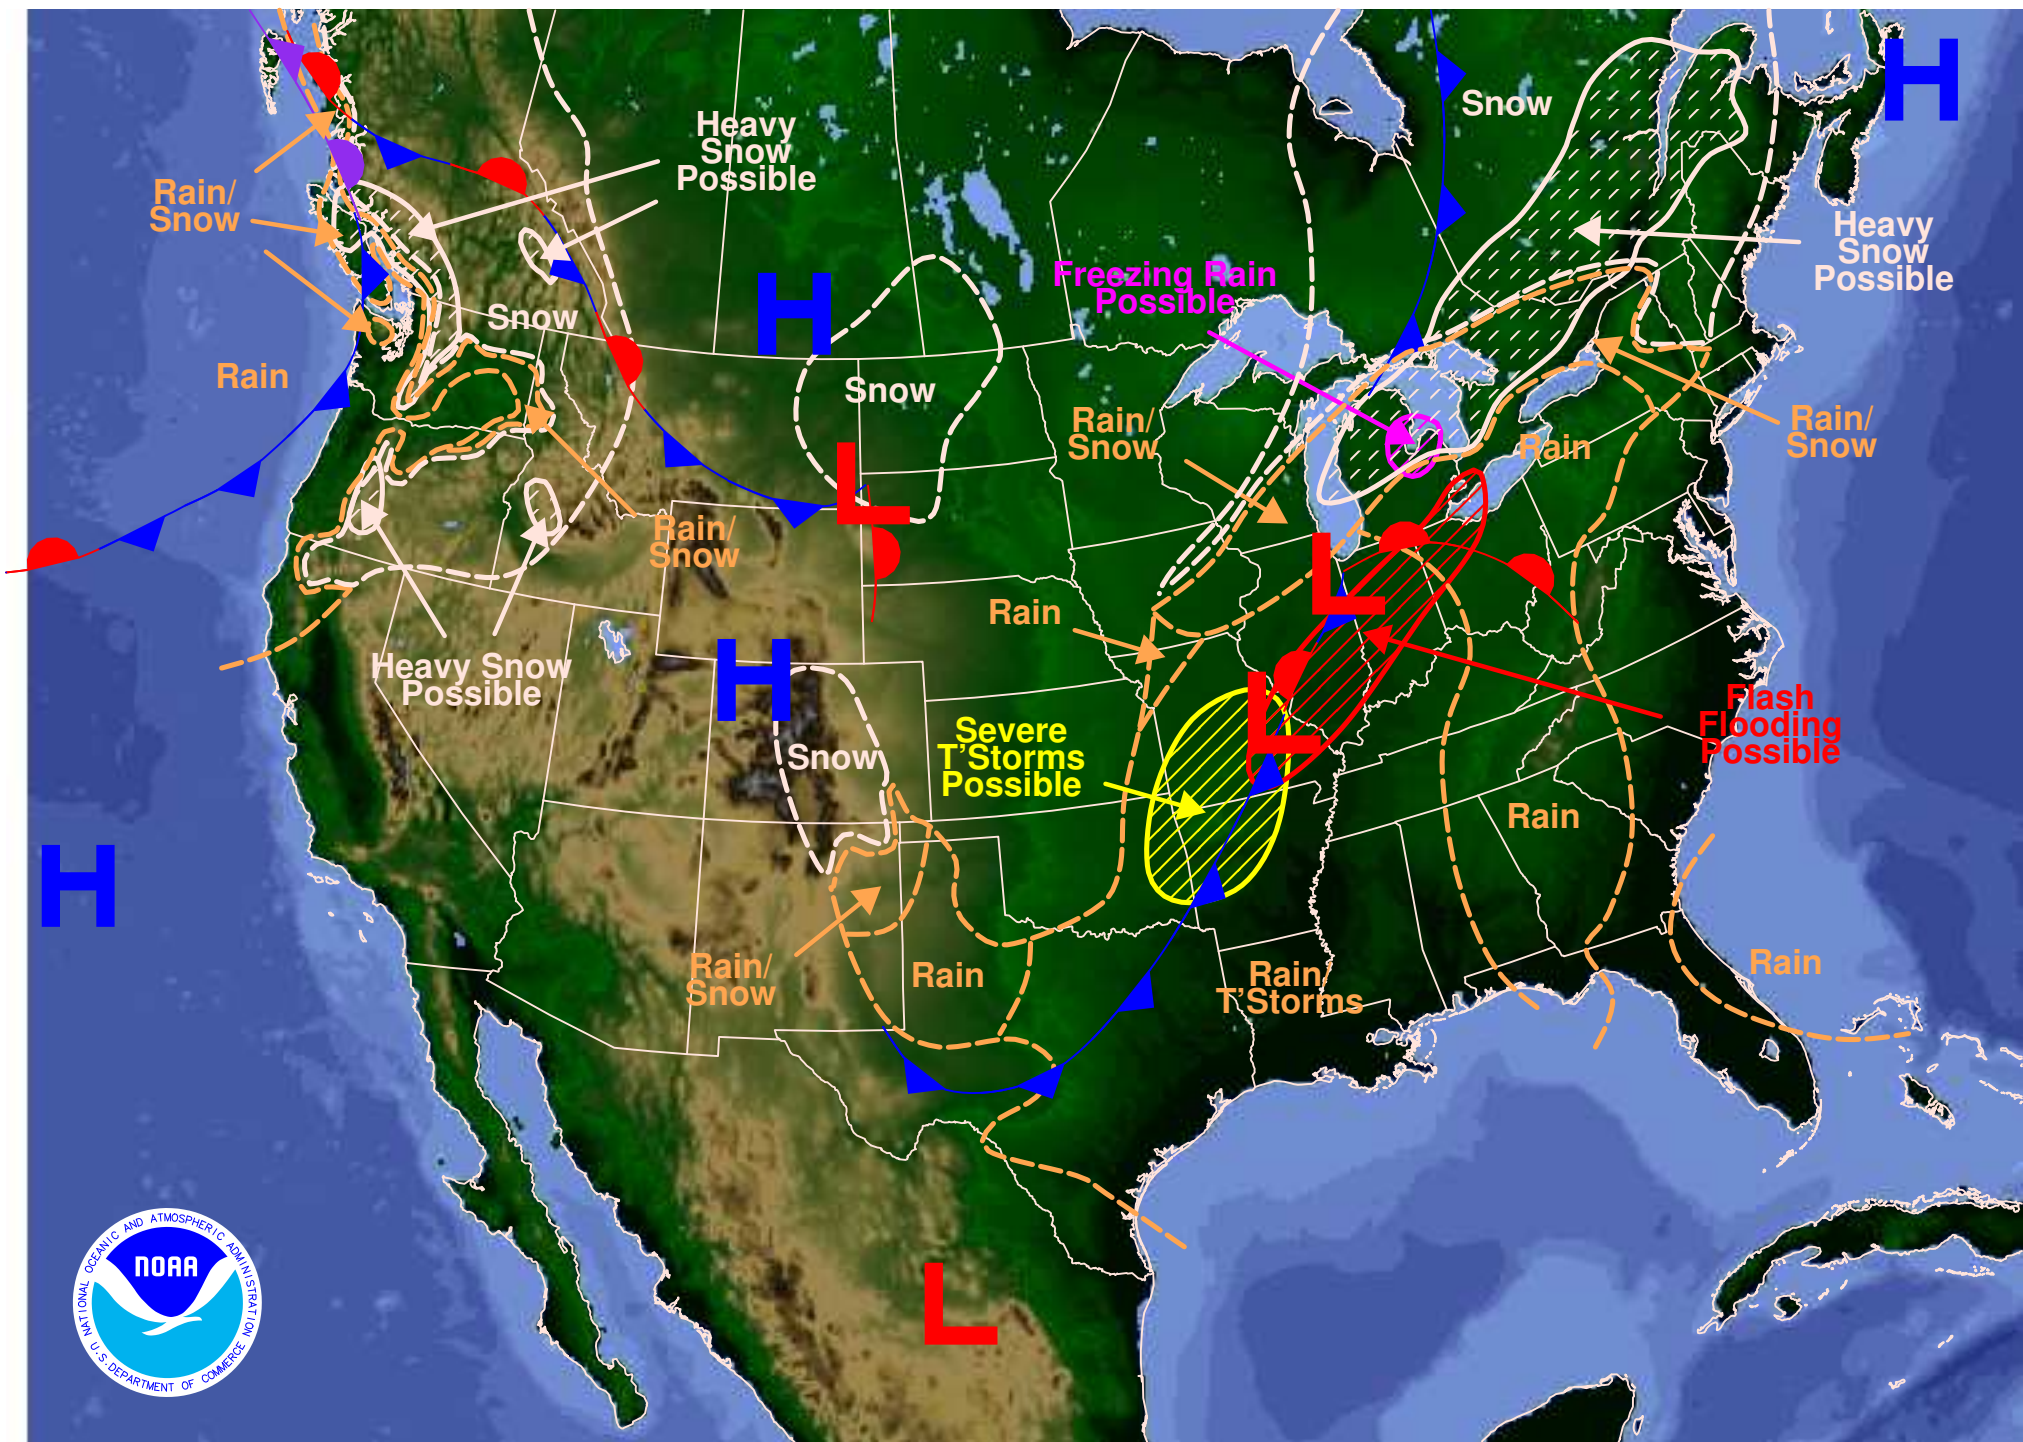 H
Snow
Heavy
Snow
Possible
Rain/
Snow
Heavy
Snow
Possible
Freezing Rain
Possible
H
Snow
Rain
Snow
Rain/
Snow
Rain/
Snow
Rain
L
Rain/
Snow
L
Rain
H
Heavy Snow
Possible
L
Flash
Flooding
Possible
Severe
T'Storms
Possible
Snow
Rain
H
Rain/
Snow
Rain
Rain/
T'Storms
Rain
L
NATIONAL OCEANIC AND ATMOSPHERIC ADMINISTRATION
NOAA
U.S. DEPARTMENT OF COMMERCE